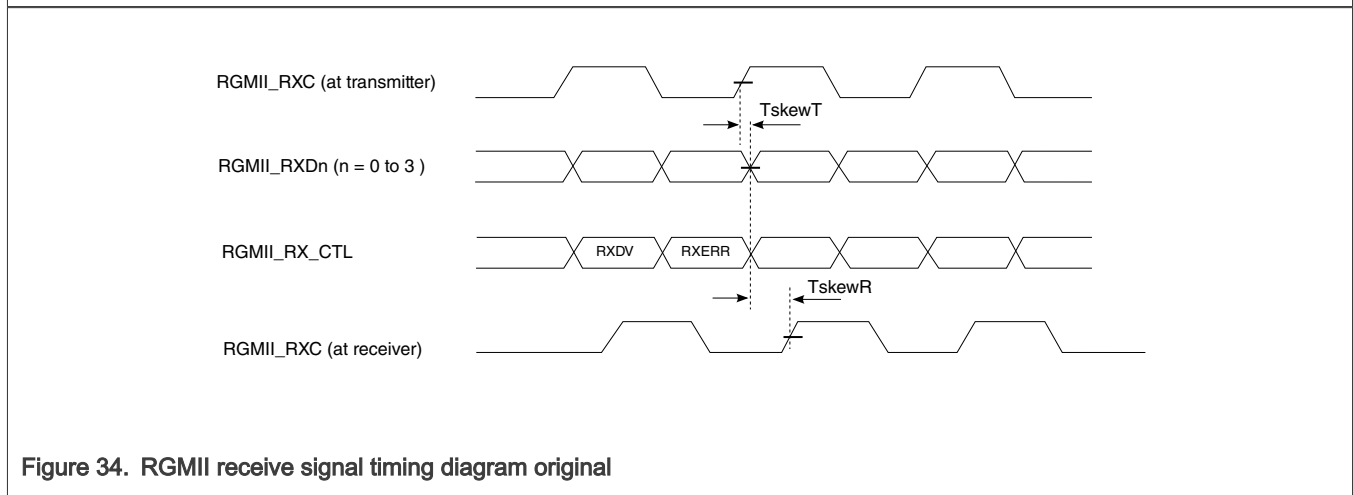 RGMII_RXC (at transmitter)
TskewT
RGMII_RXDn (n = 0 to 3 )
RGMII_RX_CTL
RXDV
RXERR
TskewR
RGMII_RXC (at receiver)
Figure 34. RGMII receive signal timing diagram original